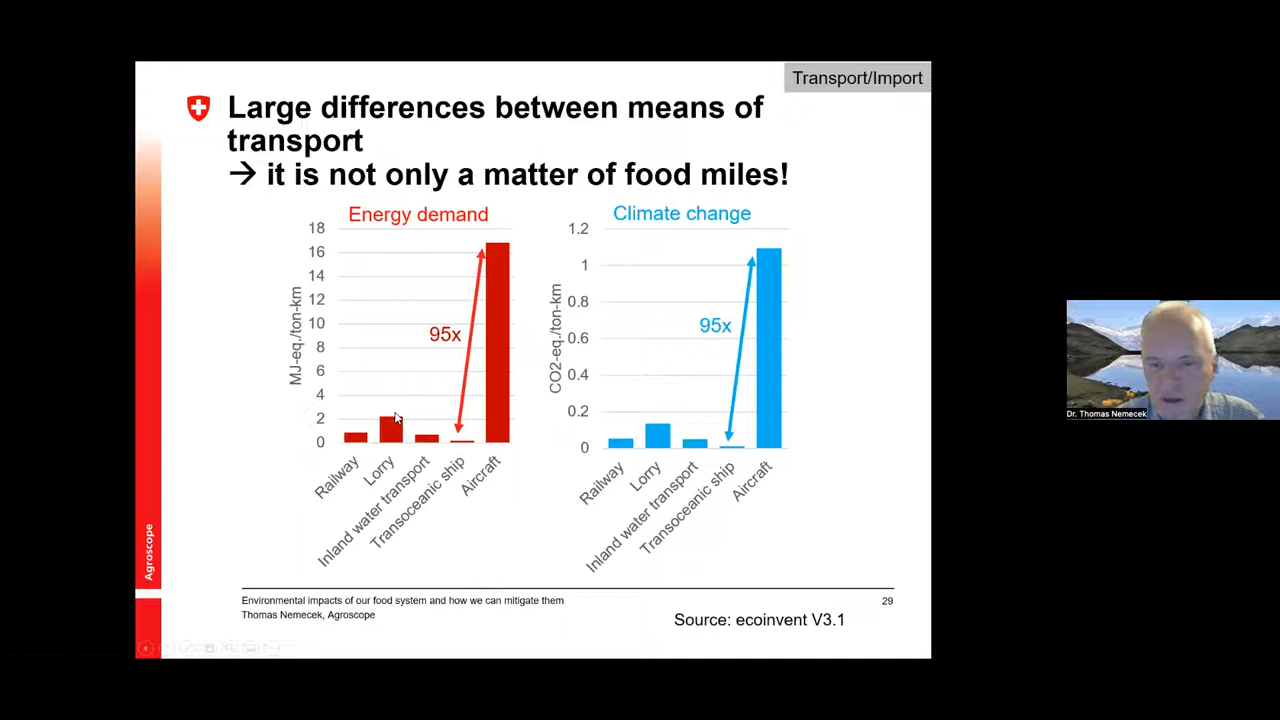 Transport/Import
Large differences between means of
transport
→ it is not only a matter of food miles!
Energy demand
18
16
14
12
10
8
6
4
2
0
MJ-eq./ton-km
95x
Railway
Lorry
Inland water transport
Transoceanic ship
Aircraft
Climate change
1.2
1
0.8
0.6
0.4
0.2
0
CO2-eq./ton-km
95x
Railway
Lorry
Inland water transport
Transoceanic ship
Aircraft
Dr. Thomas Nemecek
Agroscope
Environmental impacts of our food system and how we can mitigate them
29
Thomas Nemecek, Agroscope
Source: ecoinvent V3.1